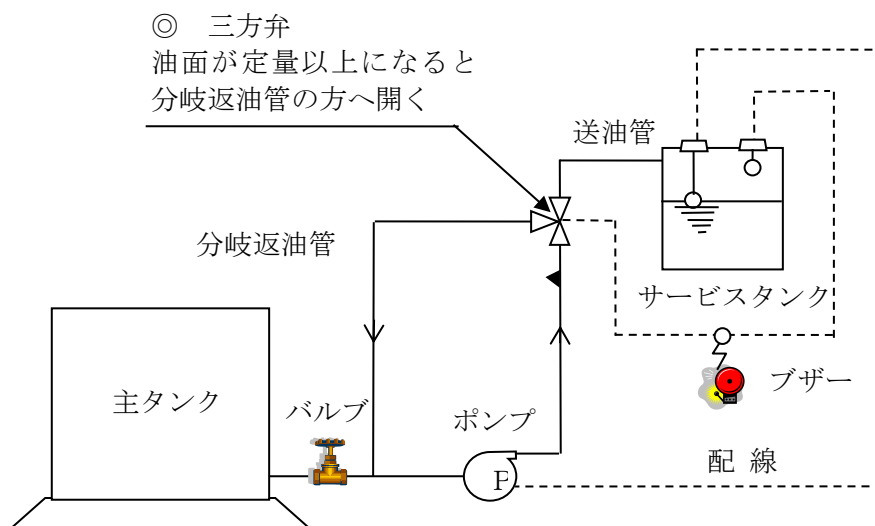 ◎　三方弁
油面が定量以上になると
分岐返油管の方へ開く
送油管
分岐返油管
サービスタンク
主タンク
バルブ
ポンプ
ブザー
配 線
P